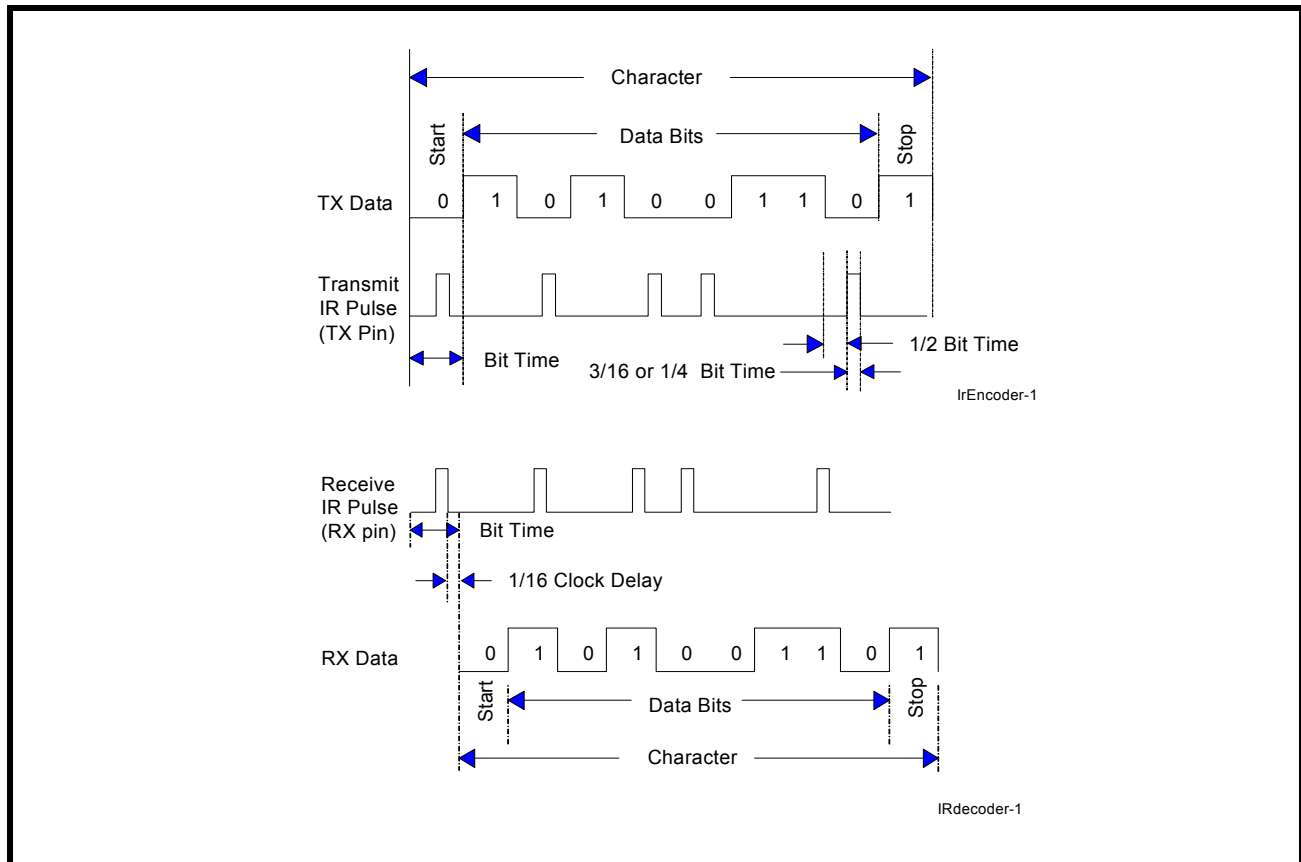 Character
Start
Data Bits
Stop
TX Data
0 1 0 1 0 0 1 1 0 1
Transmit
IR Pulse
(TX Pin)
Bit Time
1/2 Bit Time
3/16 or 1/4 Bit Time
IrEncoder-1
Receive
IR Pulse
(RX pin)
Bit Time
1/16 Clock Delay
RX Data
0 1 0 1 0 0 1 1 0 1
Start
Data Bits
Stop
Character
IRdecoder-1